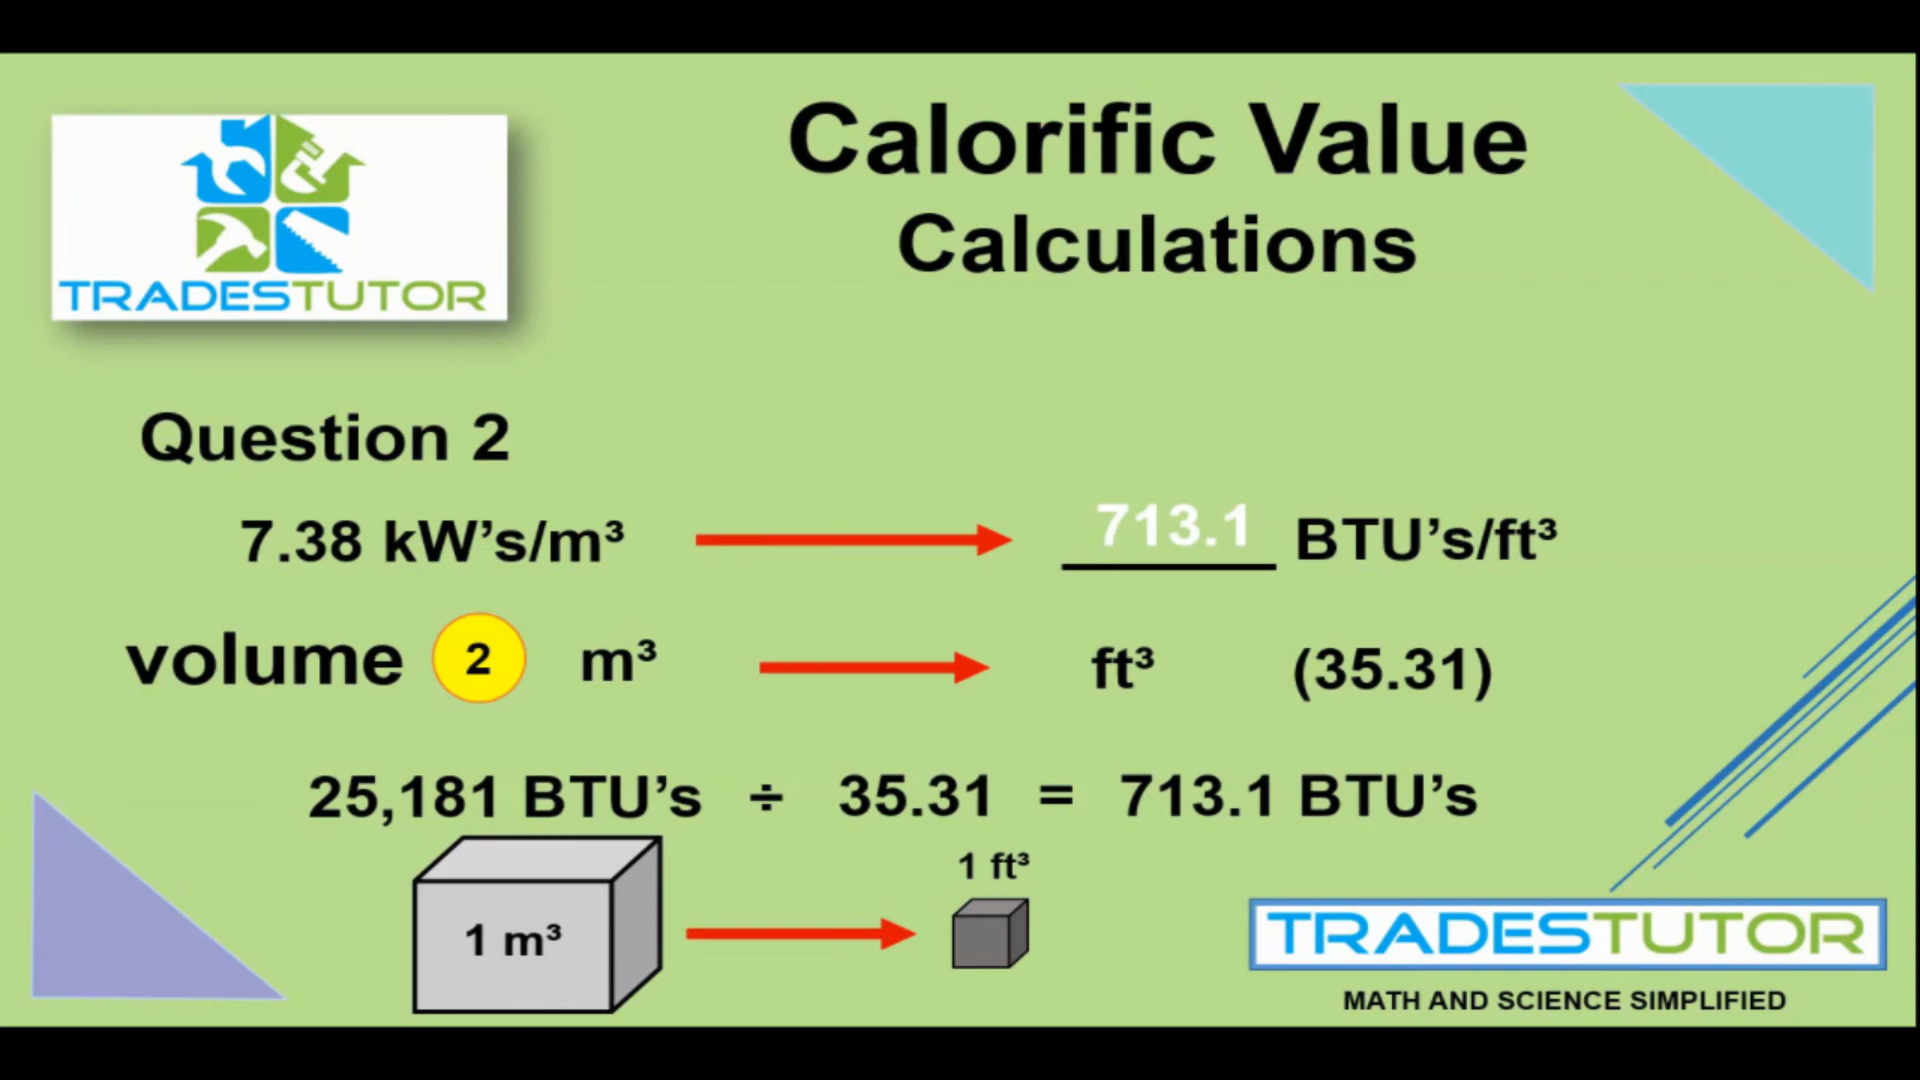 TRADESTUTOR
Calorific Value
Calculations
Question 2
7.38 kW’s/m³ 713.1 BTU’s/ft³
volume 2 m³ ft³ (35.31)
25,181 BTU’s ÷ 35.31 = 713.1 BTU’s
1 m³
1 ft³
TRADESTUTOR
MATH AND SCIENCE SIMPLIFIED